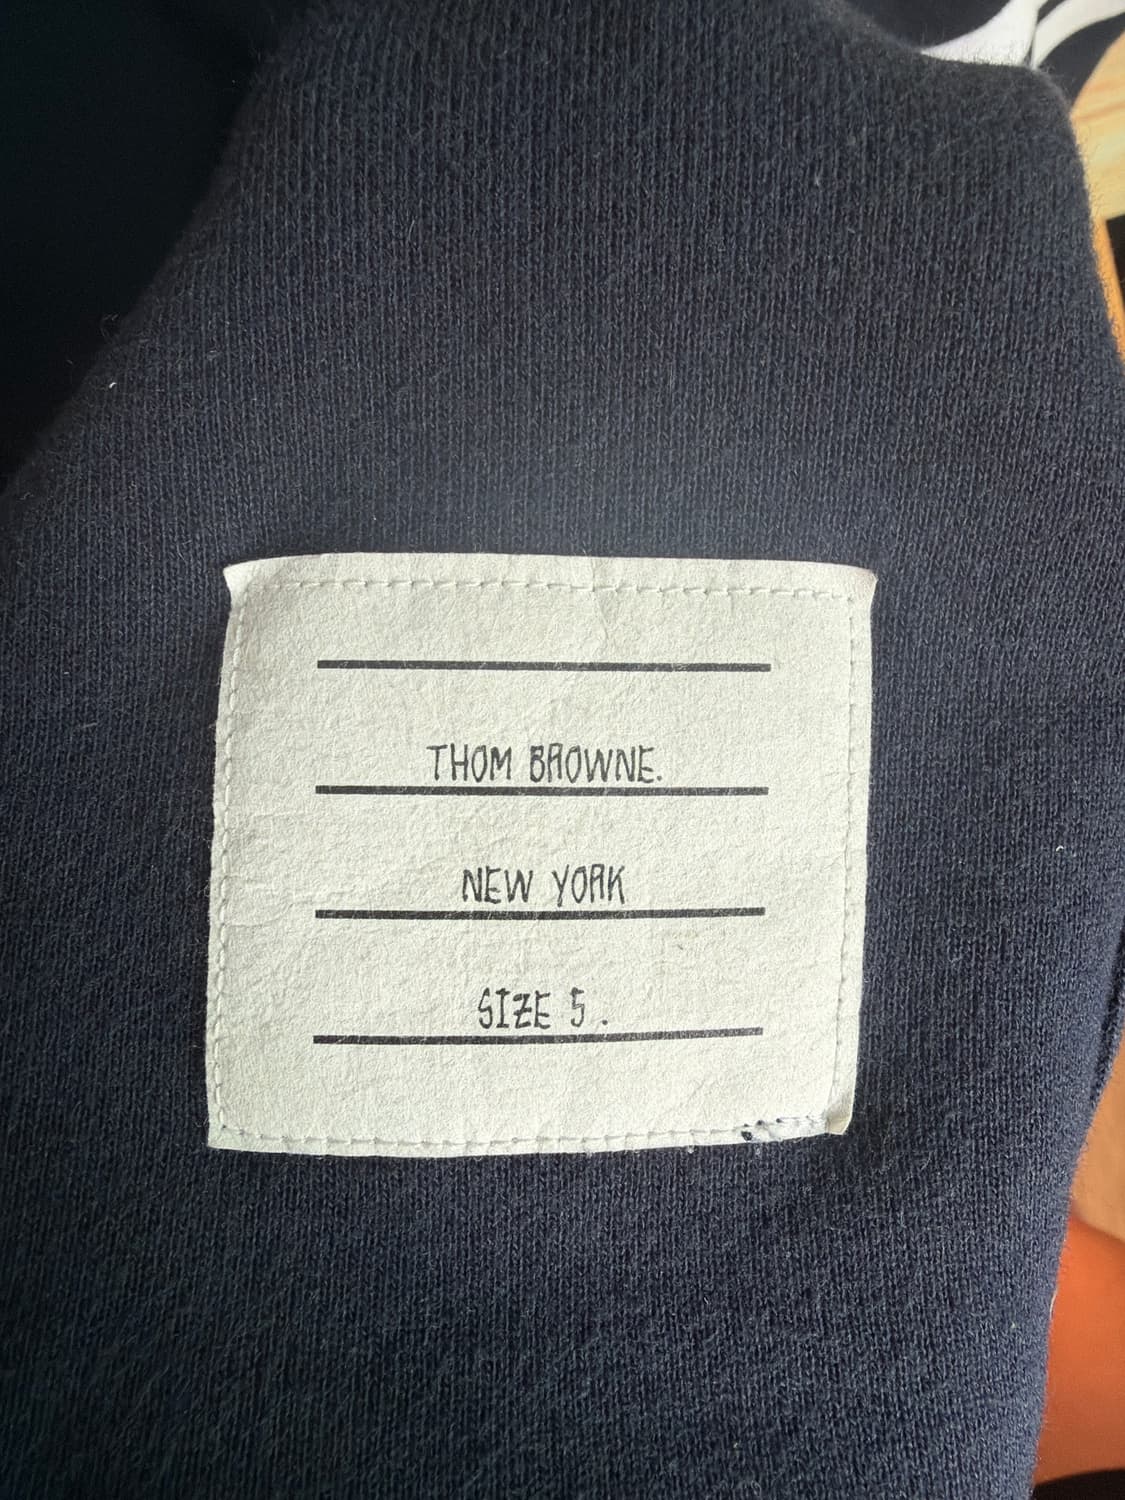 THOM BROWNE.
NEW YORK
SIZE 5.